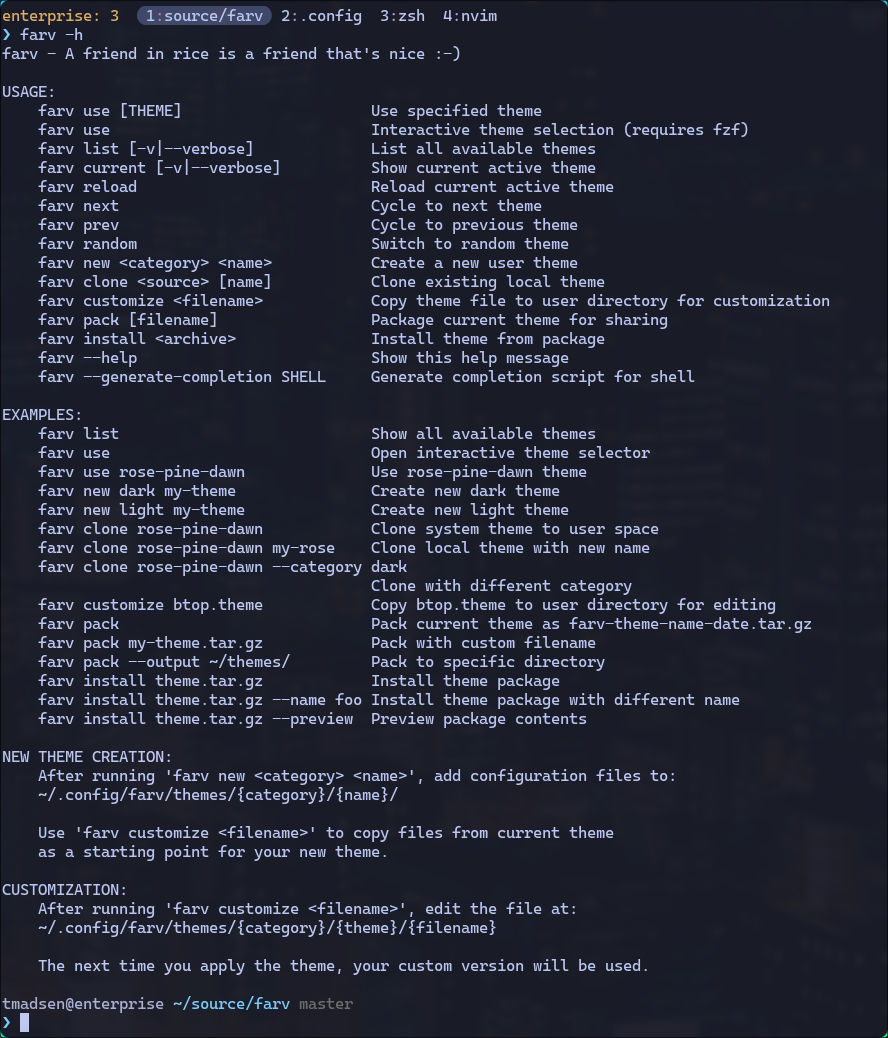 enterprise: 3  1:source/farv 2:.config  3:zsh  4:nvim
❯ farv -h
farv - A friend in rice is a friend that's nice :-)

USAGE:
    farv use [THEME]                     Use specified theme
    farv use                             Interactive theme selection (requires fzf)
    farv list [-v|--verbose]             List all available themes
    farv current [-v|--verbose]          Show current active theme
    farv reload                          Reload current active theme
    farv next                            Cycle to next theme
    farv prev                            Cycle to previous theme
    farv random                          Switch to random theme
    farv new <category> <name>           Create a new user theme
    farv clone <source> [name]           Clone existing local theme
    farv customize <filename>            Copy theme file to user directory for customization
    farv pack [filename]                 Package current theme for sharing
    farv install <archive>               Install theme from package
    farv --help                          Show this help message
    farv --generate-completion SHELL     Generate completion script for shell

EXAMPLES:
    farv list                            Show all available themes
    farv use                             Open interactive theme selector
    farv use rose-pine-dawn              Use rose-pine-dawn theme
    farv new dark my-theme               Create new dark theme
    farv new light my-theme              Create new light theme
    farv clone rose-pine-dawn            Clone system theme to user space
    farv clone rose-pine-dawn my-rose    Clone local theme with new name
    farv clone rose-pine-dawn --category dark
                                         Clone with different category
    farv customize btop.theme            Copy btop.theme to user directory for editing
    farv pack                            Pack current theme as farv-theme-name-date.tar.gz
    farv pack my-theme.tar.gz            Pack with custom filename
    farv pack --output ~/themes/         Pack to specific directory
    farv install theme.tar.gz            Install theme package
    farv install theme.tar.gz --name foo Install theme package with different name
    farv install theme.tar.gz --preview  Preview package contents

NEW THEME CREATION:
    After running 'farv new <category> <name>', add configuration files to:
    ~/.config/farv/themes/{category}/{name}/

    Use 'farv customize <filename>' to copy files from current theme
    as a starting point for your new theme.

CUSTOMIZATION:
    After running 'farv customize <filename>', edit the file at:
    ~/.config/farv/themes/{category}/{theme}/{filename}

    The next time you apply the theme, your custom version will be used.

tmadsen@enterprise ~/source/farv master
❯